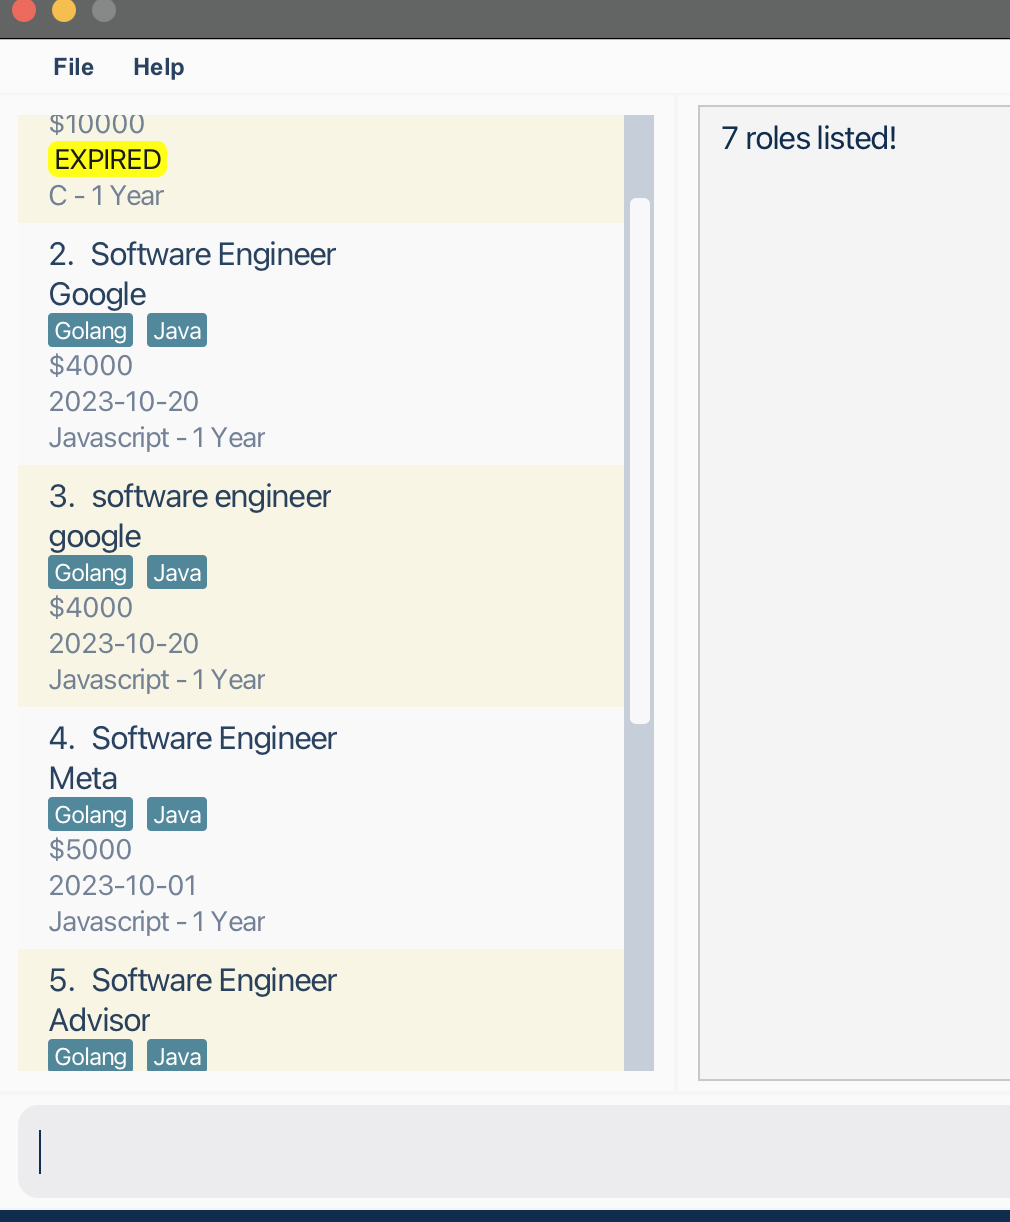 File Help
$10000
EXPIRED
C - 1 Year
2. Software Engineer
Google
Golang Java
$4000
2023-10-20
Javascript - 1 Year
3. software engineer
google
Golang Java
$4000
2023-10-20
Javascript - 1 Year
4. Software Engineer
Meta
Golang Java
$5000
2023-10-01
Javascript - 1 Year
5. Software Engineer
Advisor
Golang Java
7 roles listed!